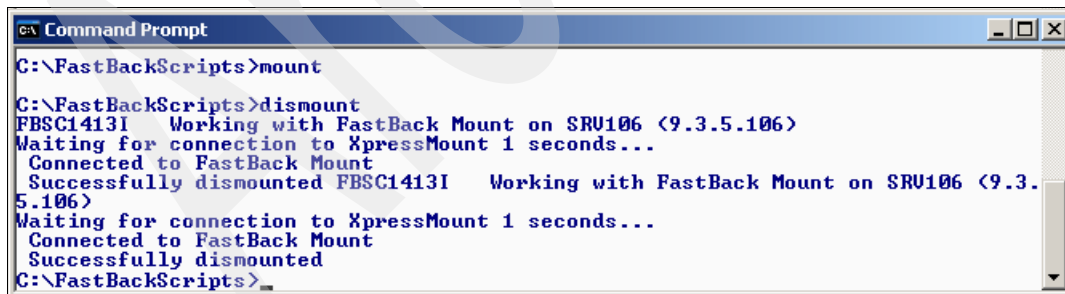 Command Prompt
C:\FastBackScripts>mount
C:\FastBackScripts>dismount
FBSC1413I   Working with FastBack Mount on SRV106 (9.3.5.106)
Waiting for connection to XpressMount 1 seconds...
 Connected to FastBack Mount
 Successfully dismounted FBSC1413I   Working with FastBack Mount on SRV106 (9.3.
5.106)
Waiting for connection to XpressMount 1 seconds...
 Connected to FastBack Mount
 Successfully dismounted
C:\FastBackScripts>_